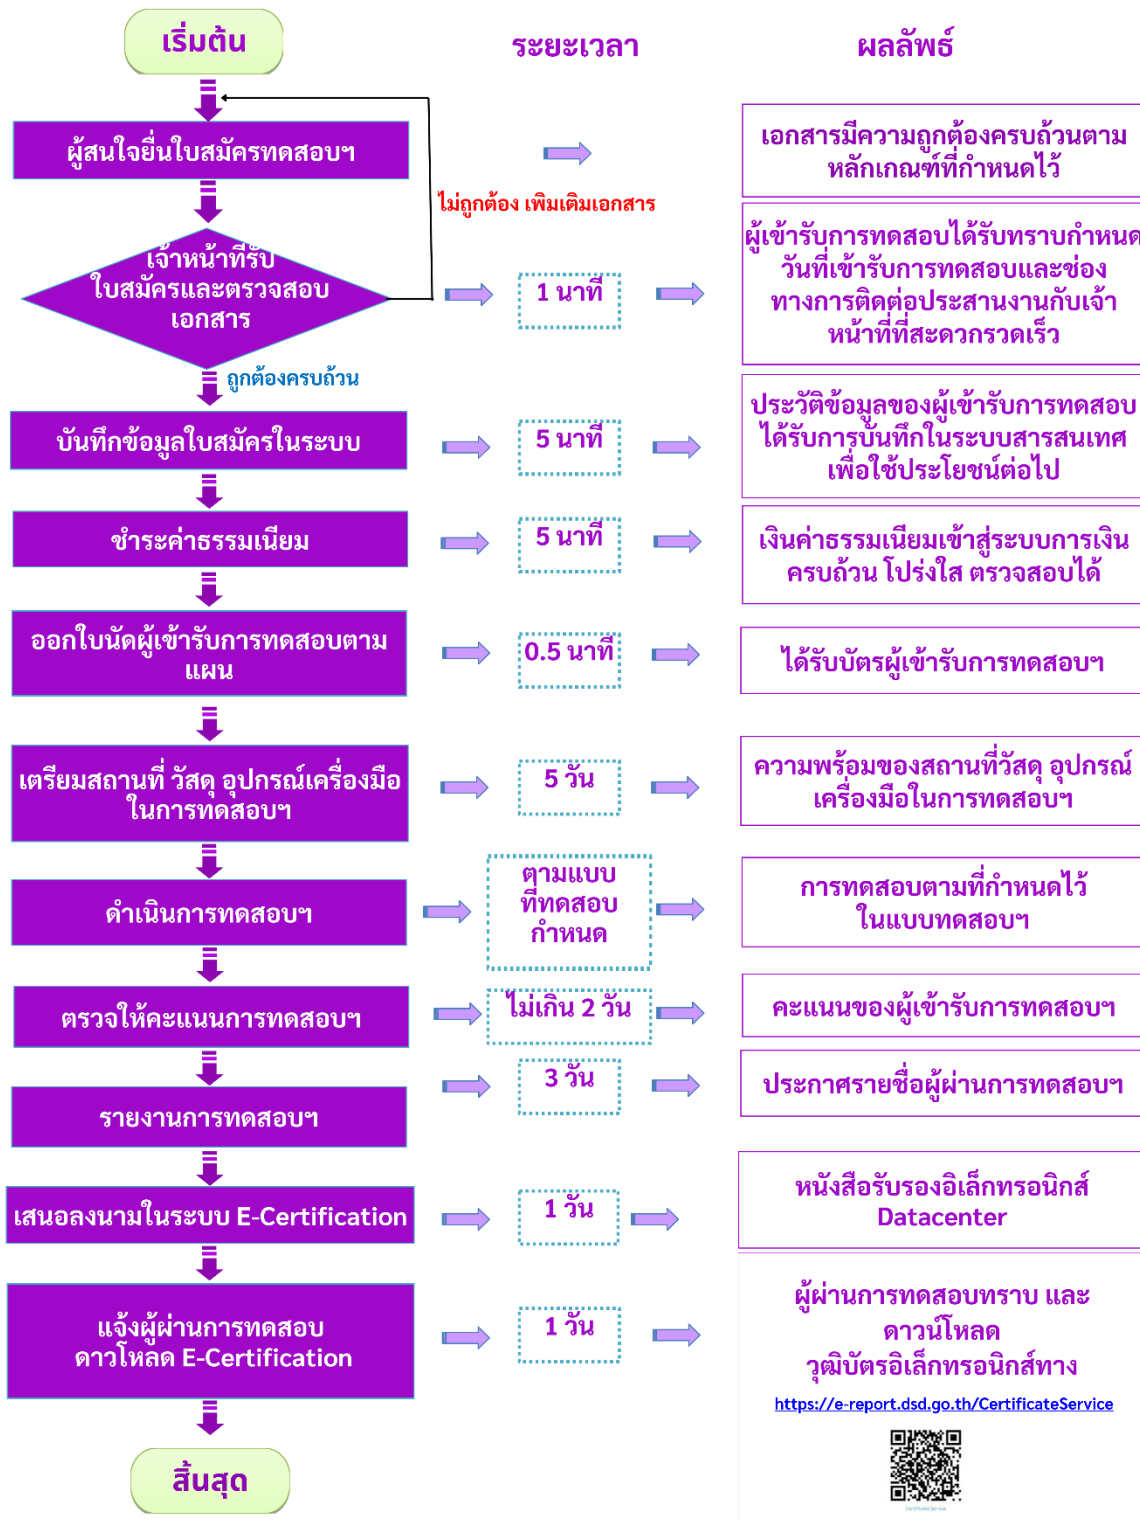 เริ่มต้น
ระยะเวลา
ผลลัพธ์
ผู้สนใจยื่นใบสมัครทดสอบฯ
เอกสารมีความถูกต้องครบถ้วนตาม
หลักเกณฑ์ที่กำหนดไว้
ไม่ถูกต้อง เพิ่มเติมเอกสาร
เจ้าหน้าที่รับ
ใบสมัครและตรวจสอบ
เอกสาร
1 นาที
ผู้เข้ารับการทดสอบได้รับทราบกำหนด
วันที่เข้ารับการทดสอบและช่อง
ทางการติดต่อประสานงานกับเจ้า
หน้าที่ที่สะดวกรวดเร็ว
ถูกต้องครบถ้วน
บันทึกข้อมูลใบสมัครในระบบ
5 นาที
ประวัติข้อมูลของผู้เข้ารับการทดสอบ
ได้รับการบันทึกในระบบสารสนเทศ
เพื่อใช้ประโยชน์ต่อไป
ชำระค่าธรรมเนียม
5 นาที
เงินค่าธรรมเนียมเข้าสู่ระบบการเงิน
ครบถ้วน โปร่งใส ตรวจสอบได้
ออกใบนัดผู้เข้ารับการทดสอบตาม
แผน
0.5 นาที
ได้รับบัตรผู้เข้ารับการทดสอบฯ
เตรียมสถานที่ วัสดุ อุปกรณ์เครื่องมือ
ในการทดสอบฯ
5 วัน
ความพร้อมของสถานที่วัสดุ อุปกรณ์
เครื่องมือในการทดสอบฯ
ดำเนินการทดสอบฯ
ตามแบบ
ที่ทดสอบ
กำหนด
การทดสอบตามที่กำหนดไว้
ในแบบทดสอบฯ
ตรวจให้คะแนนการทดสอบฯ
ไม่เกิน 2 วัน
คะแนนของผู้เข้ารับการทดสอบฯ
รายงานการทดสอบฯ
3 วัน
ประกาศรายชื่อผู้ผ่านการทดสอบฯ
เสนอลงนามในระบบ E-Certification
1 วัน
หนังสือรับรองอิเล็กทรอนิกส์
Datacenter
แจ้งผู้ผ่านการทดสอบ
ดาวโหลด E-Certification
1 วัน
ผู้ผ่านการทดสอบทราบ และ
ดาวน์โหลด
วุฒิบัตรอิเล็กทรอนิกส์ทาง
https://e-report.dsd.go.th/CertificateService
Certificate Service
สิ้นสุด